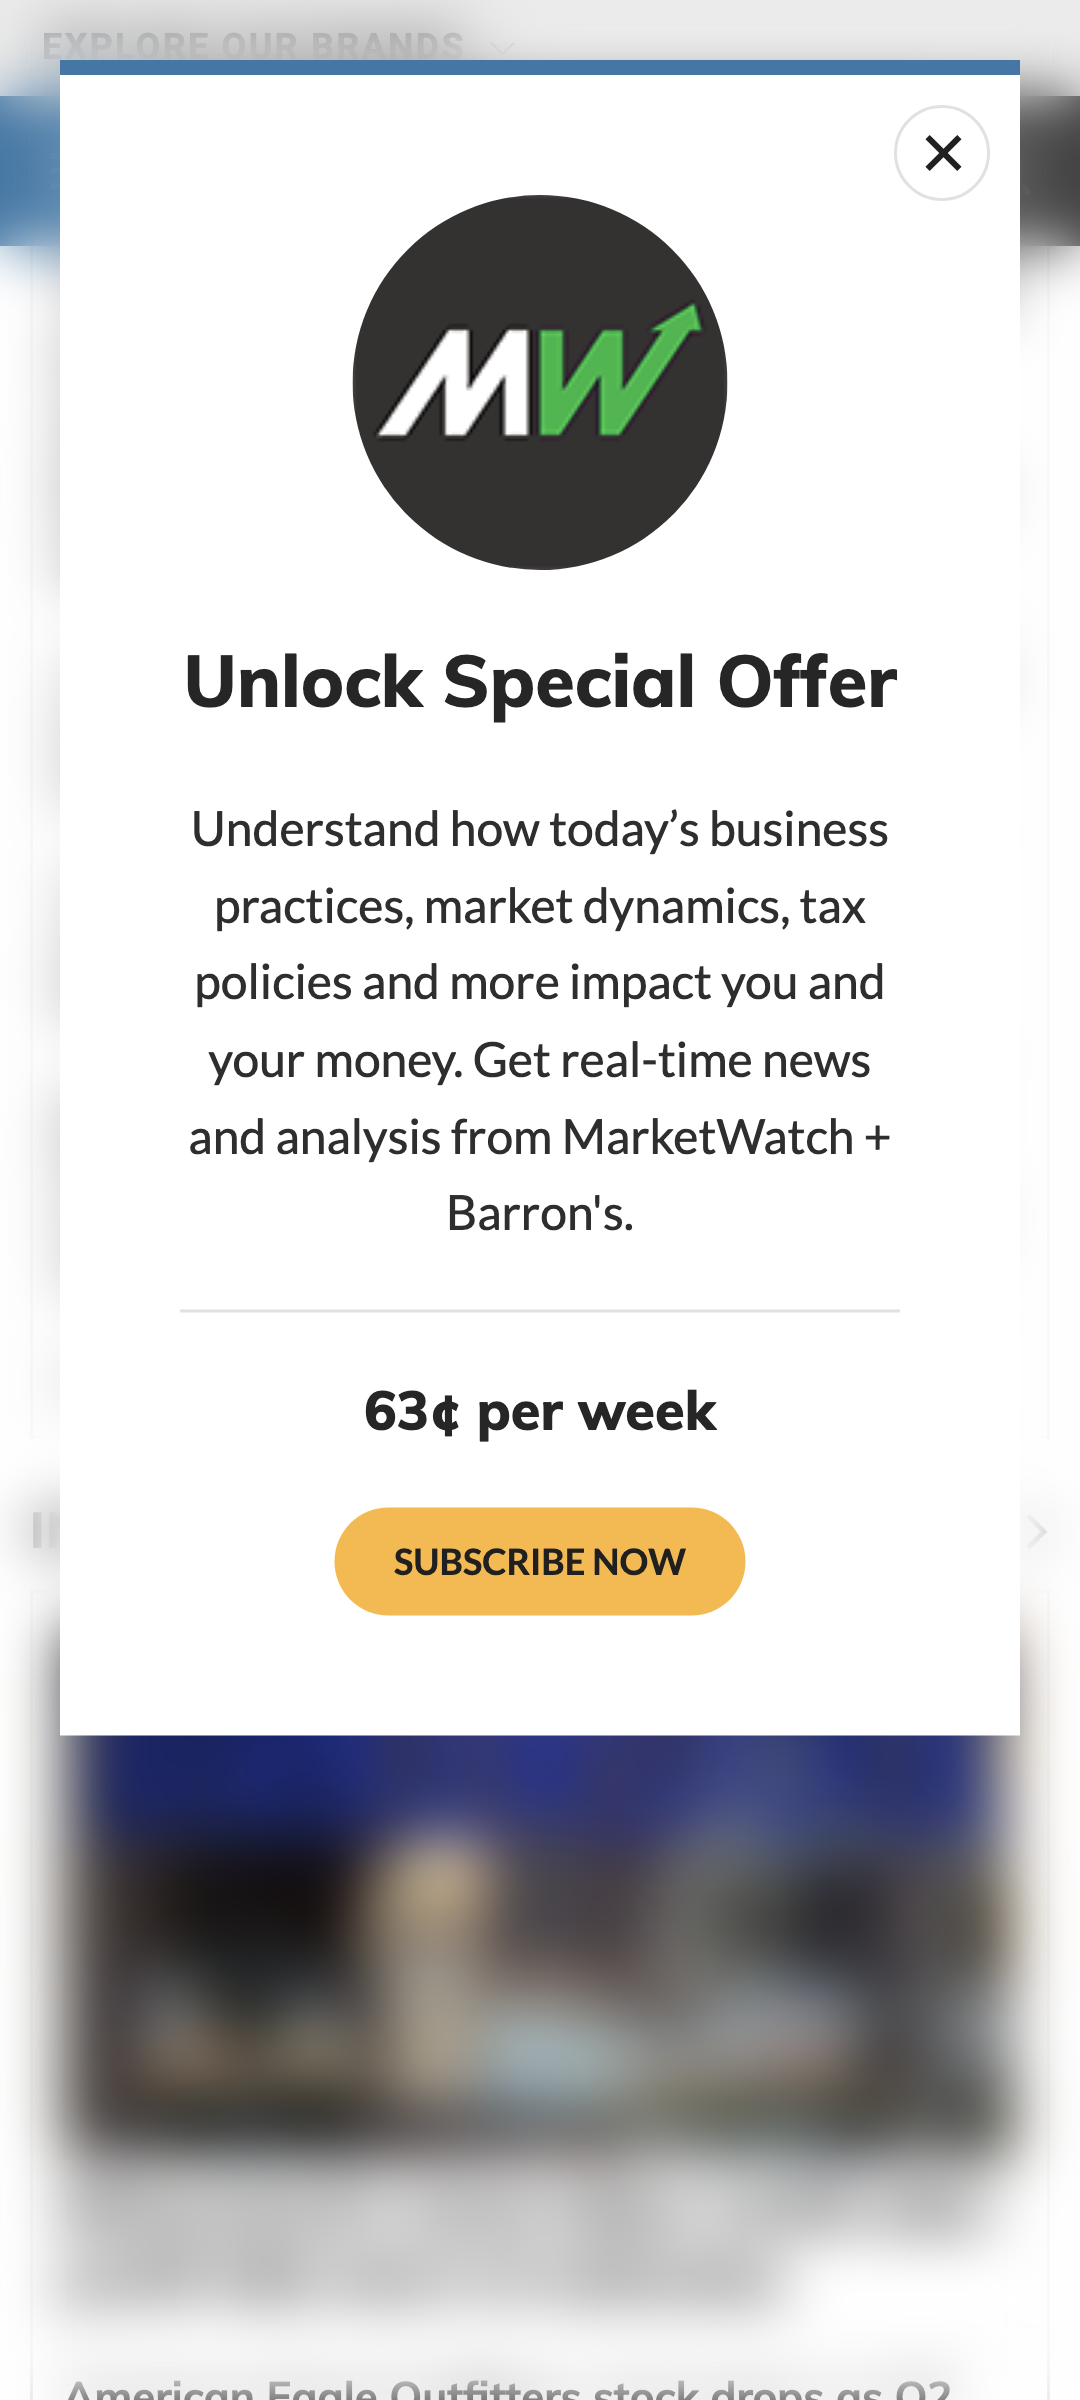 EXPLORE OUR BRANDS
MW
Unlock Special Offer
Understand how today’s business
practices, market dynamics, tax
policies and more impact you and
your money. Get real-time news
and analysis from MarketWatch +
Barron's.
63¢ per week
SUBSCRIBE NOW
American Eagle Outfitters stock drops as Q2